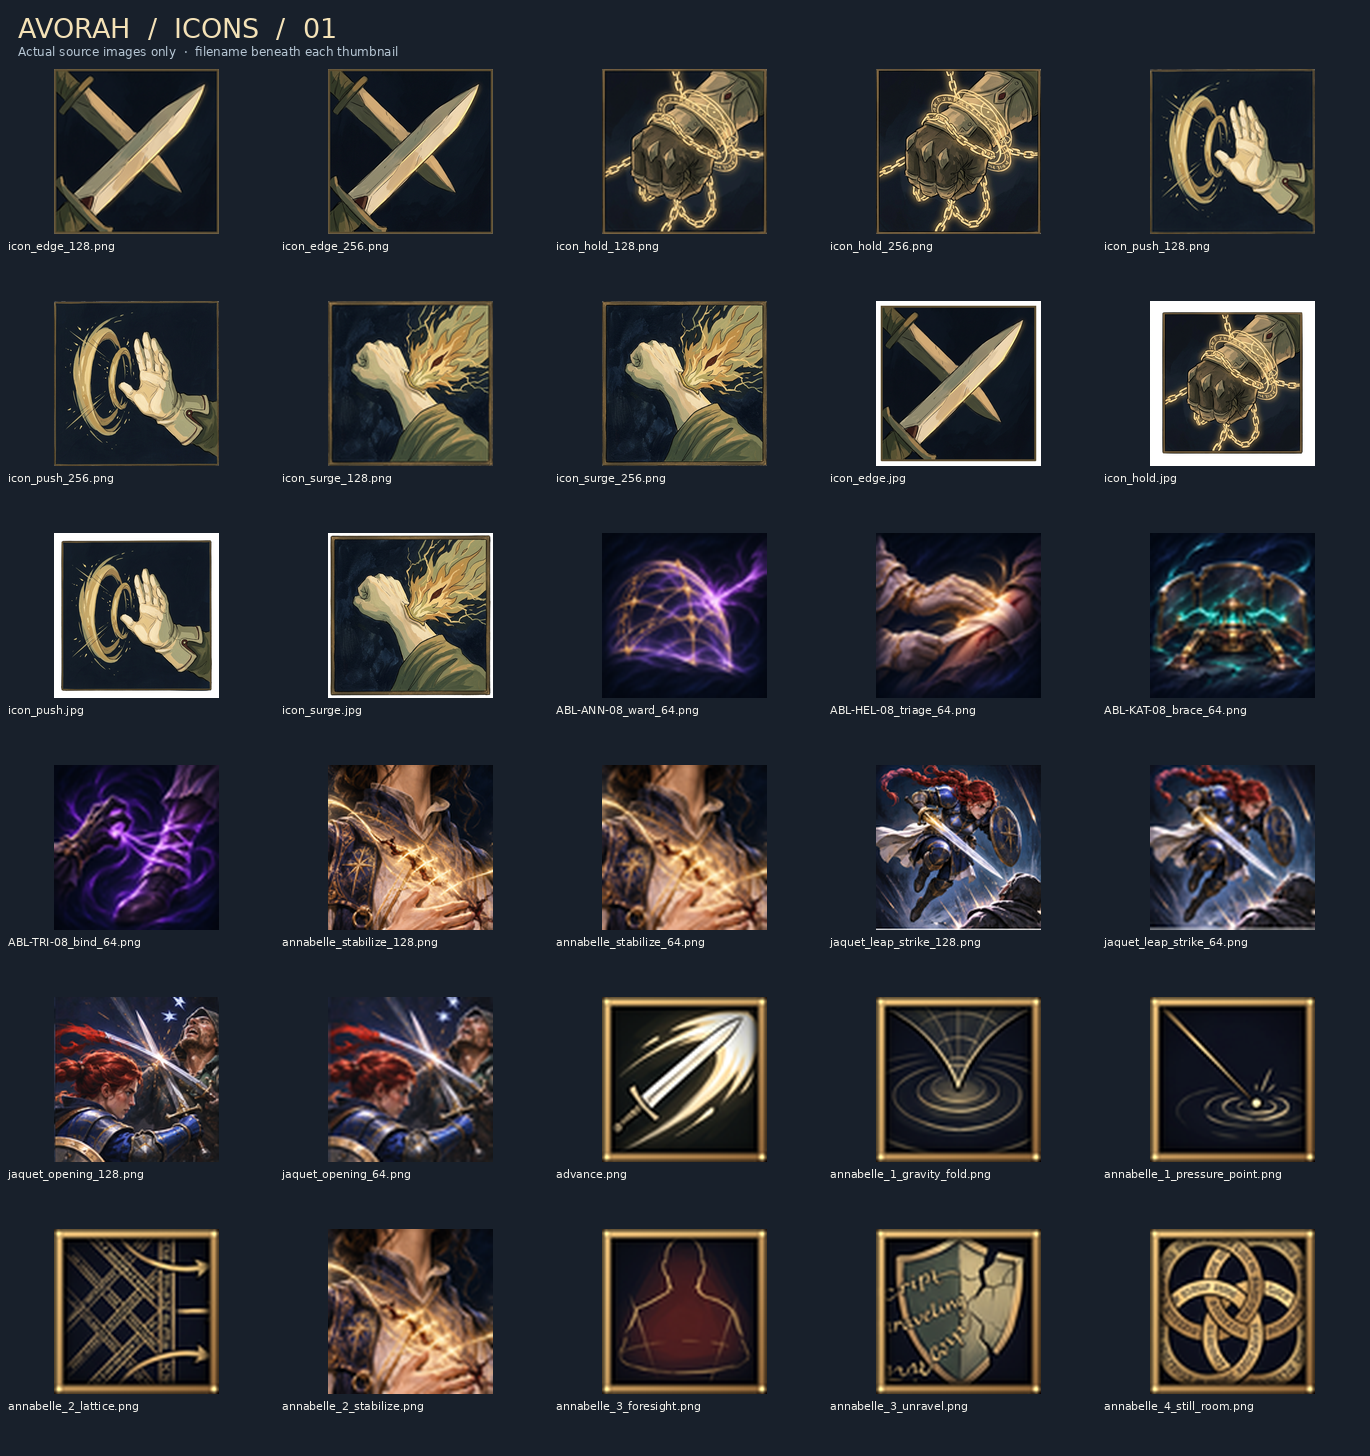 AVORAH / ICONS / 01
Actual source images only · filename beneath each thumbnail
icon_edge_128.png
icon_edge_256.png
icon_hold_128.png
icon_hold_256.png
icon_push_128.png
icon_push_256.png
icon_surge_128.png
icon_surge_256.png
icon_edge.jpg
icon_hold.jpg
icon_push.jpg
icon_surge.jpg
ABL-ANN-08_ward_64.png
ABL-HEL-08_triage_64.png
ABL-KAT-08_brace_64.png
ABL-TRI-08_bind_64.png
annabelle_stabilize_128.png
annabelle_stabilize_64.png
jaquet_leap_strike_128.png
jaquet_leap_strike_64.png
jaquet_opening_128.png
jaquet_opening_64.png
advance.png
annabelle_1_gravity_fold.png
annabelle_1_pressure_point.png
annabelle_2_lattice.png
annabelle_2_stabilize.png
annabelle_3_foresight.png
annabelle_3_unravel.png
annabelle_4_still_room.png